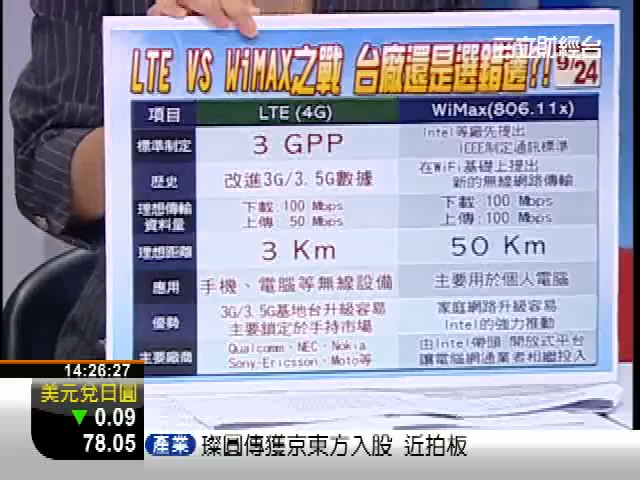 三立財經台
LTE VS WiMAX之戰 台廠還是選錯邊!! 9/24
項目 LTE (4G) WiMax(806.11x)
標準制定 3 GPP Intel等廠先提出
IEEE制定通訊標準
歷史 改進3G/3.5G數據 在WiFi基礎上提出
新的無線網路傳輸
理想傳輸資料量 下載:100 Mbps 下載:100 Mbps
上傳: 50 Mbps 上傳:100 Mbps
理想距離 3 Km 50 Km
應用 手機、電腦等無線設備 主要用於個人電腦
優勢 3G/3.5G基地台升級容易 家庭網路升級容易
主要鎖定於手持市場 Intel的強力推動
主要廠商 Qualcomm、NEC、Nokia 由Intel帶頭 開放式平台
Sony-Ericsson、Moto等 讓電腦網通業者相繼投入
14:26:27
美元兌日圓
▼ 0.09
78.05
產業 璨圓傳獲京東方入股 近拍板